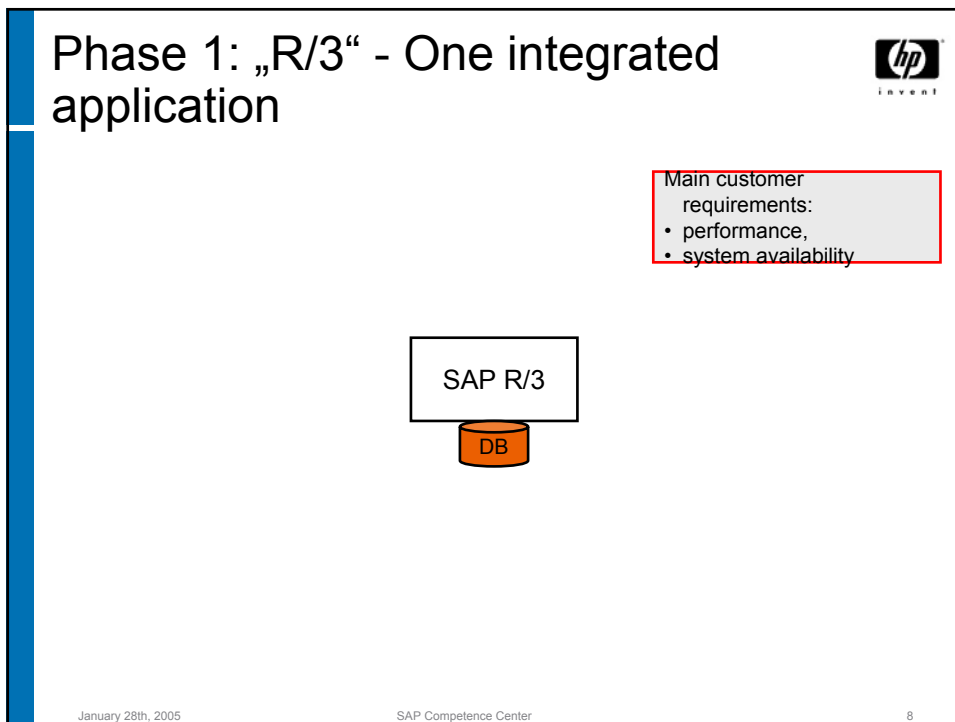 Phase 1: „R/3“ - One integrated
application
hp
invent
Main customer
requirements:
• performance,
• system availability
SAP R/3
DB
January 28th, 2005
SAP Competence Center
8